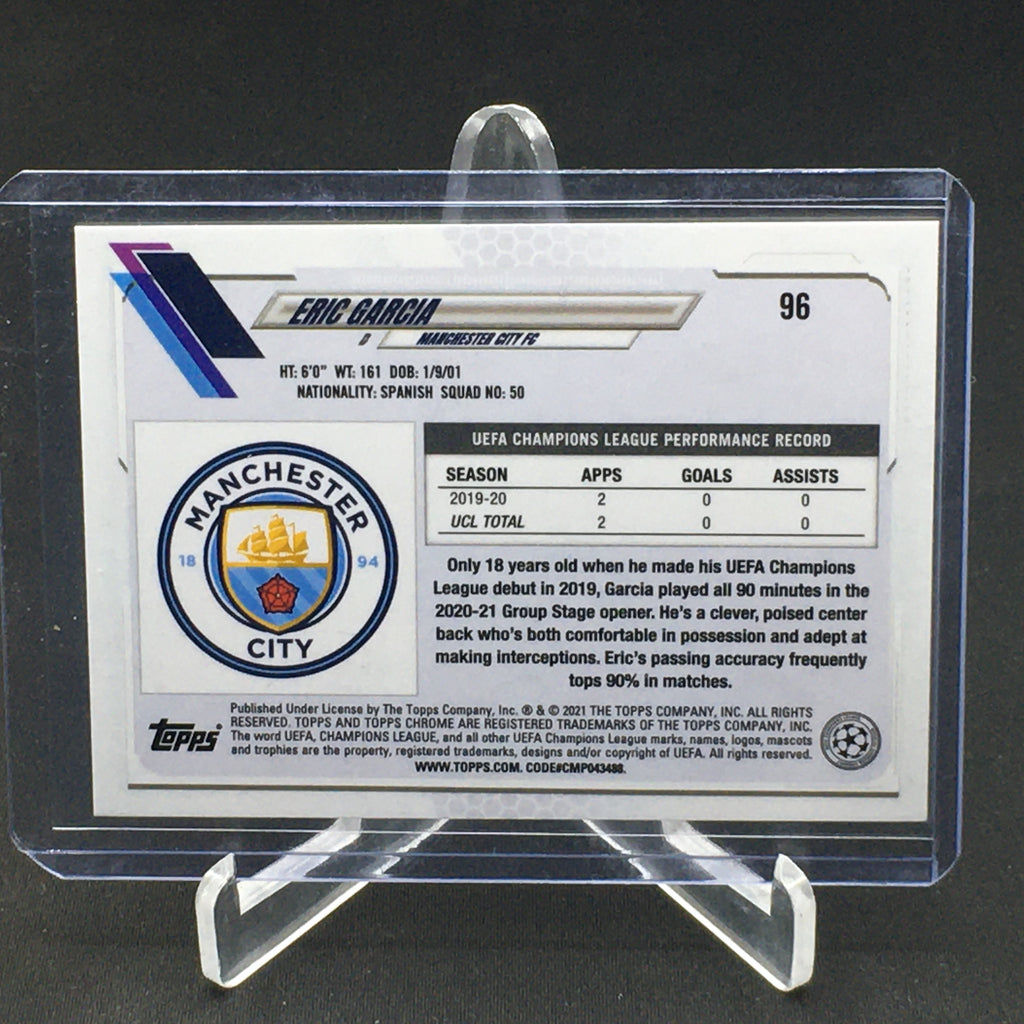 ERIC GARCIA
96
D MANCHESTER CITY FC
HT: 6'0" WT: 161 DOB: 1/9/01
NATIONALITY: SPANISH SQUAD NO: 50
MANCHESTER
18 94
CITY
UEFA CHAMPIONS LEAGUE PERFORMANCE RECORD
SEASON APPS GOALS ASSISTS
2019-20 2 0 0
UCL TOTAL 2 0 0
Only 18 years old when he made his UEFA Champions
League debut in 2019, Garcia played all 90 minutes in the
2020-21 Group Stage opener. He's a clever, poised center
back who's both comfortable in possession and adept at
making interceptions. Eric's passing accuracy frequently
tops 90% in matches.
topps
Published Under License by The Topps Company, Inc. ® & © 2021 THE TOPPS COMPANY, INC. ALL RIGHTS
RESERVED. TOPPS AND TOPPS CHROME ARE REGISTERED TRADEMARKS OF THE TOPPS COMPANY, INC.
The word UEFA, CHAMPIONS LEAGUE, and all other UEFA Champions League marks, names, logos, mascots
and trophies are the property, registered trademarks, designs and/or copyright of UEFA. All rights reserved.
WWW.TOPPS.COM. CODE#CMP043488.